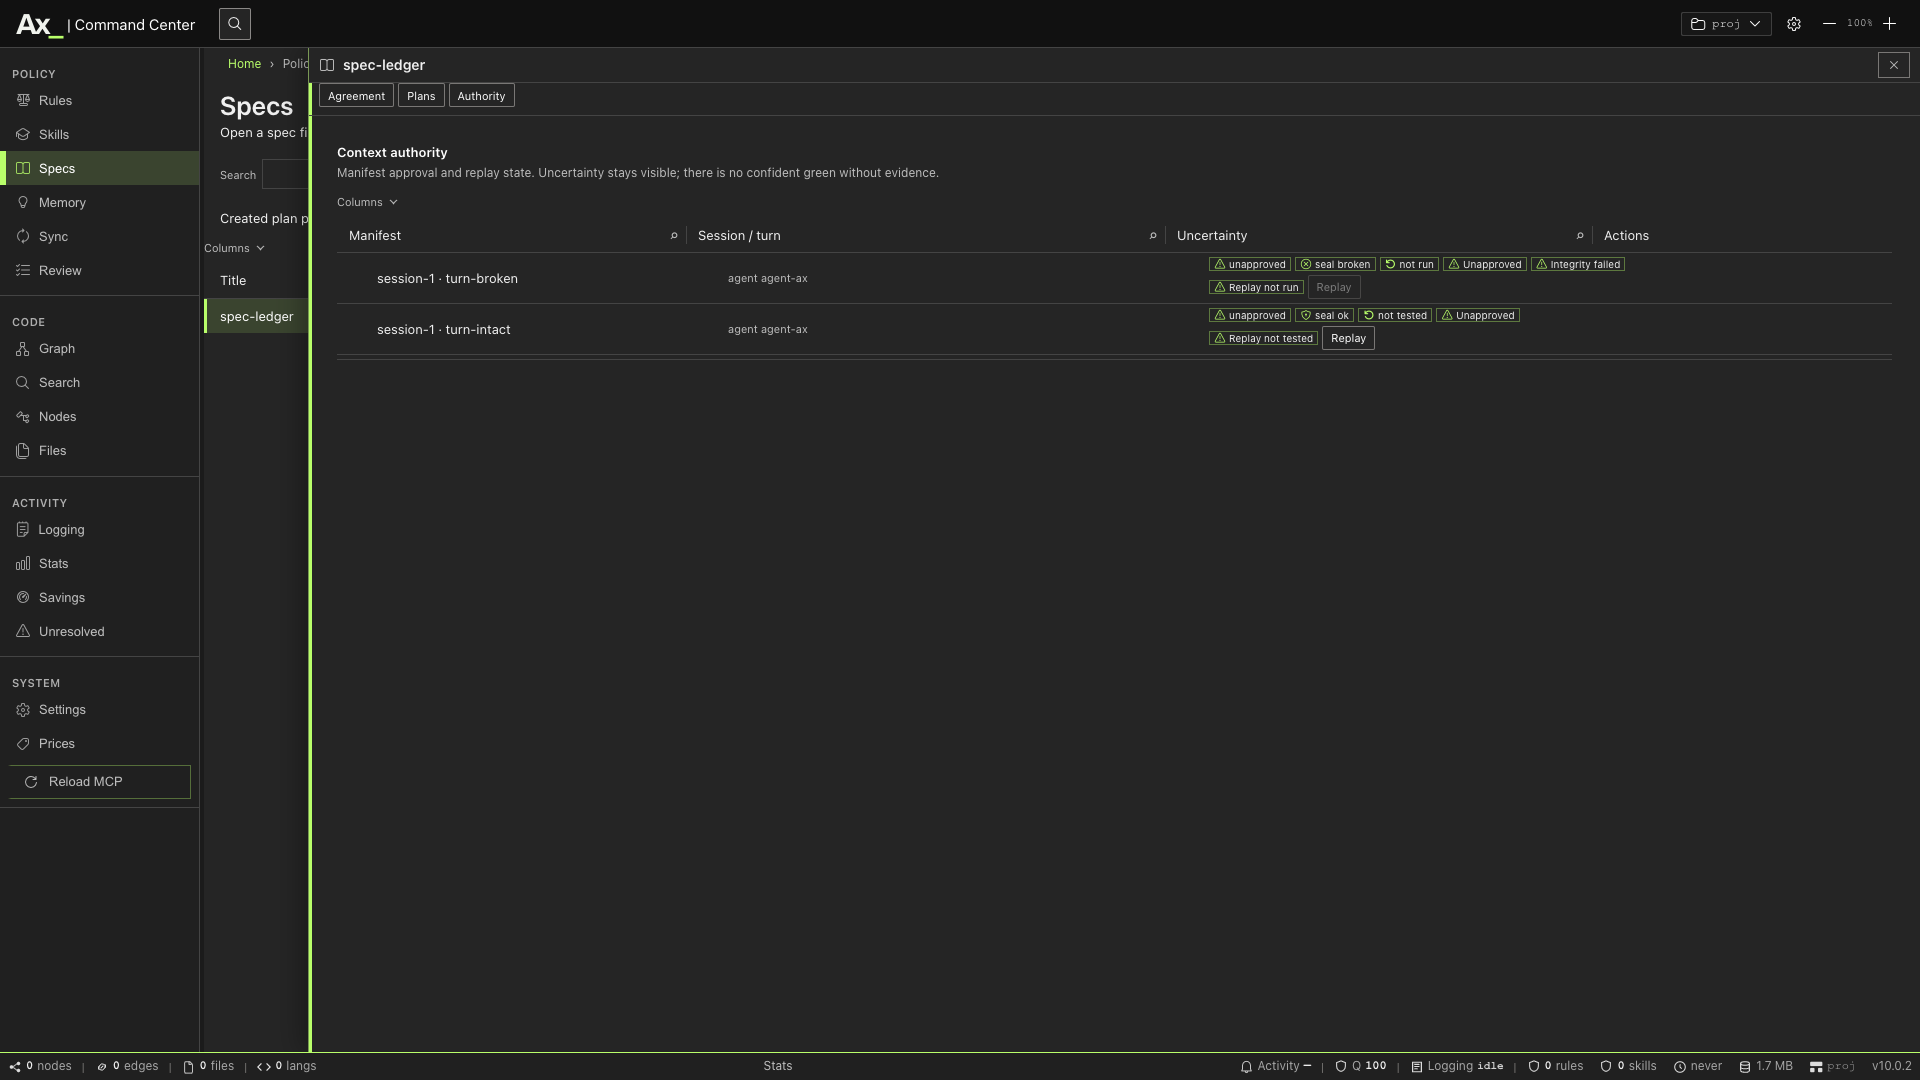 Ax_ | Command Center
proj
100%
POLICY
Rules
Skills
Specs
Memory
Sync
Review
CODE
Graph
Search
Nodes
Files
ACTIVITY
Logging
Stats
Savings
Unresolved
SYSTEM
Settings
Prices
Reload MCP
Home › Polic
Specs
Open a spec fi
Search
Created plan p
Columns
Title
spec-ledger
spec-ledger
Agreement Plans Authority
Context authority
Manifest approval and replay state. Uncertainty stays visible; there is no confident green without evidence.
Columns
Manifest Session / turn Uncertainty Actions
session-1 · turn-broken agent agent-ax unapproved seal broken not run Unapproved Integrity failed
Replay not run Replay
session-1 · turn-intact agent agent-ax unapproved seal ok not tested Unapproved
Replay not tested Replay
0 nodes | 0 edges | 0 files | 0 langs Stats Activity — | Q 100 | Logging idle | 0 rules 0 skills never 1.7 MB proj v10.0.2